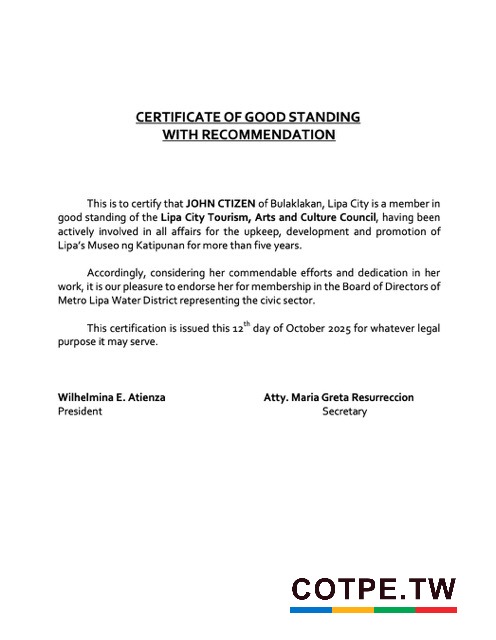 CERTIFICATE OF GOOD STANDING
WITH RECOMMENDATION
This is to certify that JOHN CTIZEN of Bulaklakan, Lipa City is a member in
good standing of the Lipa City Tourism, Arts and Culture Council, having been
actively involved in all affairs for the upkeep, development and promotion of
Lipa's Museo ng Katipunan for more than five years.
Accordingly, considering her commendable efforts and dedication in her
work, it is our pleasure to endorse her for membership in the Board of Directors of
Metro Lipa Water District representing the civic sector.
This certification is issued this 12th day of October 2025 for whatever legal
purpose it may serve.
Wilhelmina E. Atienza Atty. Maria Greta Resurreccion
President Secretary
COTPE.TW